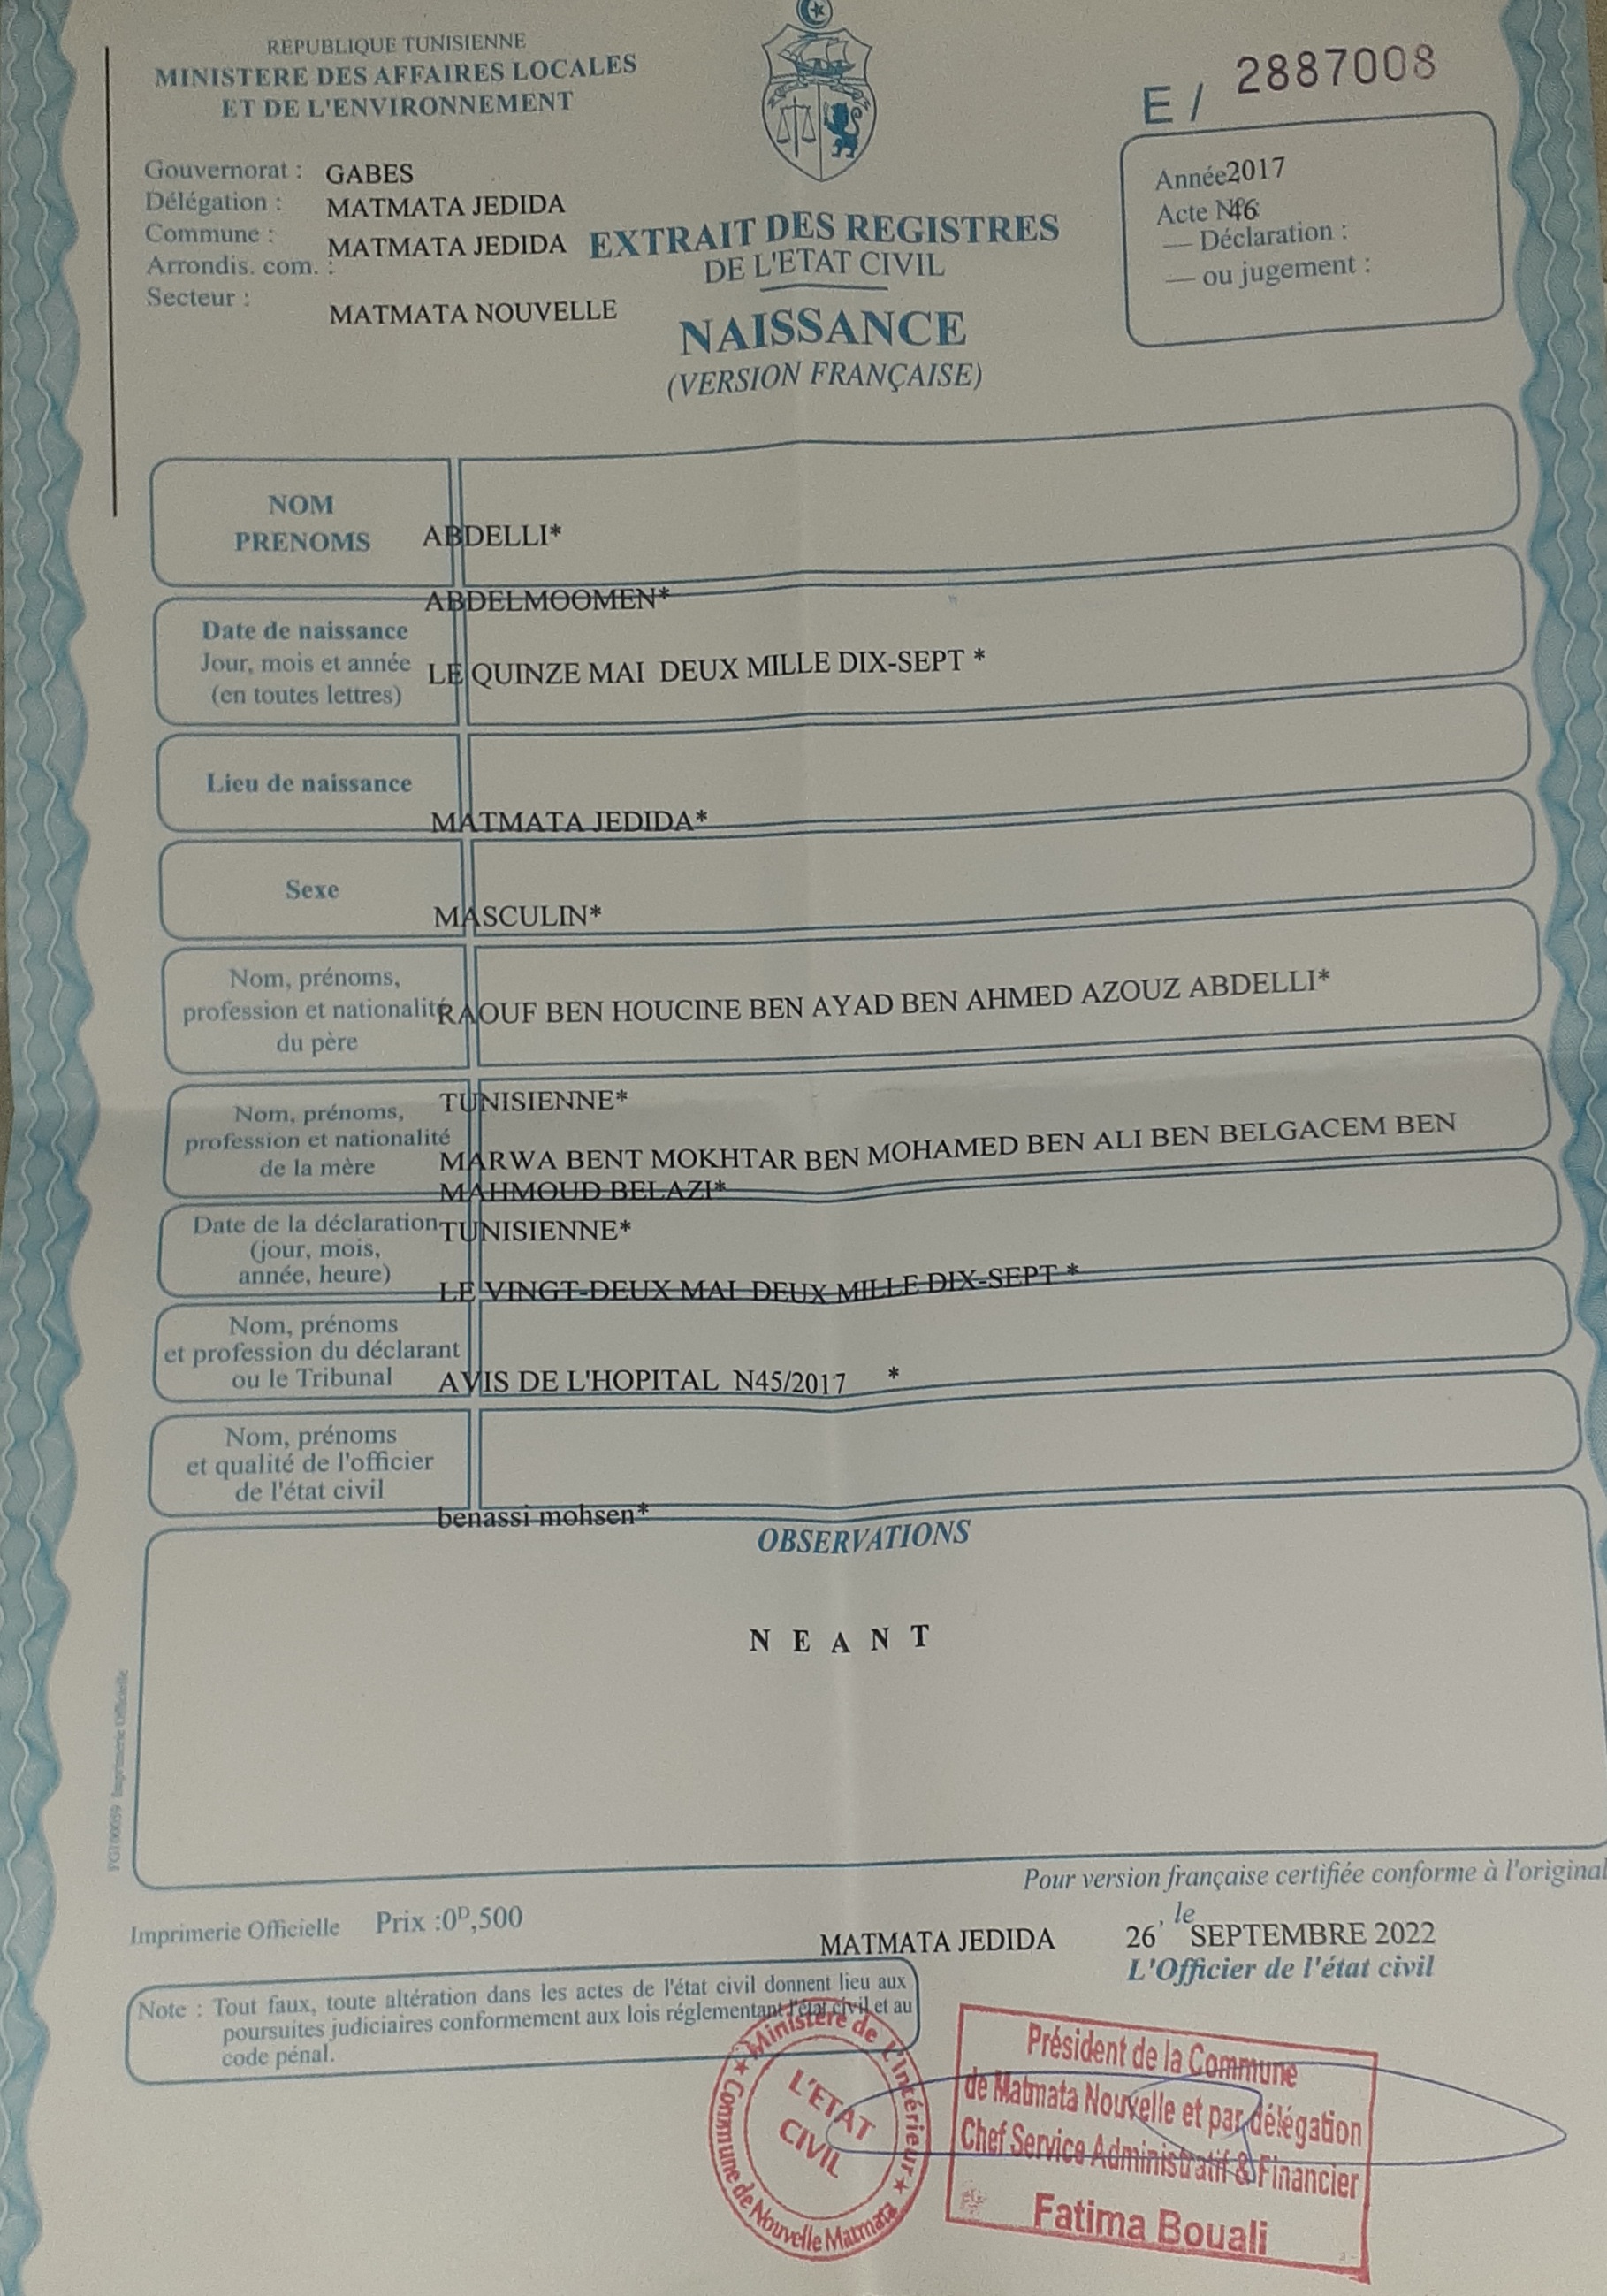 REPUBLIQUE TUNISIENNE
MINISTERE DES AFFAIRES LOCALES
ET DE L'ENVIRONNEMENT
E / 2887008
Gouvernorat : GABES
Délégation : MATMATA JEDIDA
Commune : MATMATA JEDIDA
Arrondis. com. :
Secteur : MATMATA NOUVELLE
EXTRAIT DES REGISTRES
DE L'ETAT CIVIL
NAISSANCE
(VERSION FRANÇAISE)
Année 2017
Acte N° 46
— Déclaration :
— ou jugement :
NOM
PRENOMS
ABDELLI*
ABDELMOOMEN*
Date de naissance
Jour, mois et année
(en toutes lettres)
LE QUINZE MAI DEUX MILLE DIX-SEPT *
Lieu de naissance
MATMATA JEDIDA*
Sexe
MASCULIN*
Nom, prénoms,
profession et nationalité
du père
RAOUF BEN HOUCINE BEN AYAD BEN AHMED AZOUZ ABDELLI*
TUNISIENNE*
Nom, prénoms,
profession et nationalité
de la mère
MARWA BENT MOKHTAR BEN MOHAMED BEN ALI BEN BELGACEM BEN
MAHMOUD BELAZI*
TUNISIENNE*
Date de la déclaration
(jour, mois,
année, heure)
LE VINGT-DEUX MAI DEUX MILLE DIX-SEPT *
Nom, prénoms
et profession du déclarant
ou le Tribunal
AVIS DE L'HOPITAL N45/2017 *
Nom, prénoms
et qualité de l'officier
de l'état civil
benassi mohsen*
OBSERVATIONS
N E A N T
FG100059 Imprimerie Officielle
Pour version française certifiée conforme à l'original
Imprimerie Officielle Prix :0D,500
MATMATA JEDIDA , le 26 SEPTEMBRE 2022
L'Officier de l'état civil
Note : Tout faux, toute altération dans les actes de l'état civil donnent lieu aux
poursuites judiciaires conformement aux lois réglementant l'état civil et au
code pénal.
★ Ministère de L'Intérieur ★
Commune de Nouvelle Matmata
L'ETAT
CIVIL
Président de la Commune
de Matmata Nouvelle et par délégation
Chef Service Administratif & Financier
Fatima Bouali